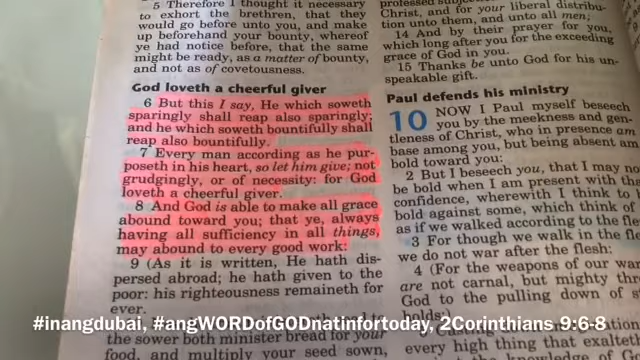 5 Therefore I thought it necessary
to exhort the brethren, that they
would go before unto you, and make
up beforehand your bounty, whereof
ye had notice before, that the same
might be ready, as a matter of bounty,
and not as of covetousness.
God loveth a cheerful giver
6 But this I say, He which soweth
sparingly shall reap also sparingly;
and he which soweth bountifully shall
reap also bountifully.
7 Every man according as he pur-
poseth in his heart, so let him give; not
grudgingly, or of necessity: for God
loveth a cheerful giver.
8 And God is able to make all grace
abound toward you; that ye, always
having all sufficiency in all things,
may abound to every good work:
9 (As it is written, He hath dis-
persed abroad; he hath given to the
poor: his righteousness remaineth for
ever.
the sower both minister bread for your
food, and multiply your seed sown,
Christ, and for your liberal distribu-
tion unto them, and unto all men;
14 And by their prayer for you,
which long after you for the exceeding
grace of God in you.
15 Thanks be unto God for his un-
speakable gift.
Paul defends his ministry
10 NOW I Paul myself beseech
you by the meekness and gen-
tleness of Christ, who in presence am
base among you, but being absent am
bold toward you:
2 But I beseech you, that I may no
be bold when I am present with tha
confidence, wherewith I think to b
bold against some, which think of
as if we walked according to the fle
3 For though we walk in the fle
we do not war after the flesh:
4 (For the weapons of our war
are not carnal, but mighty thr
God to the pulling down of s
holds;)
every high thing that exaltet
#inangdubai, #angWORDofGODnatinfortoday, 2Corinthians 9:6-8